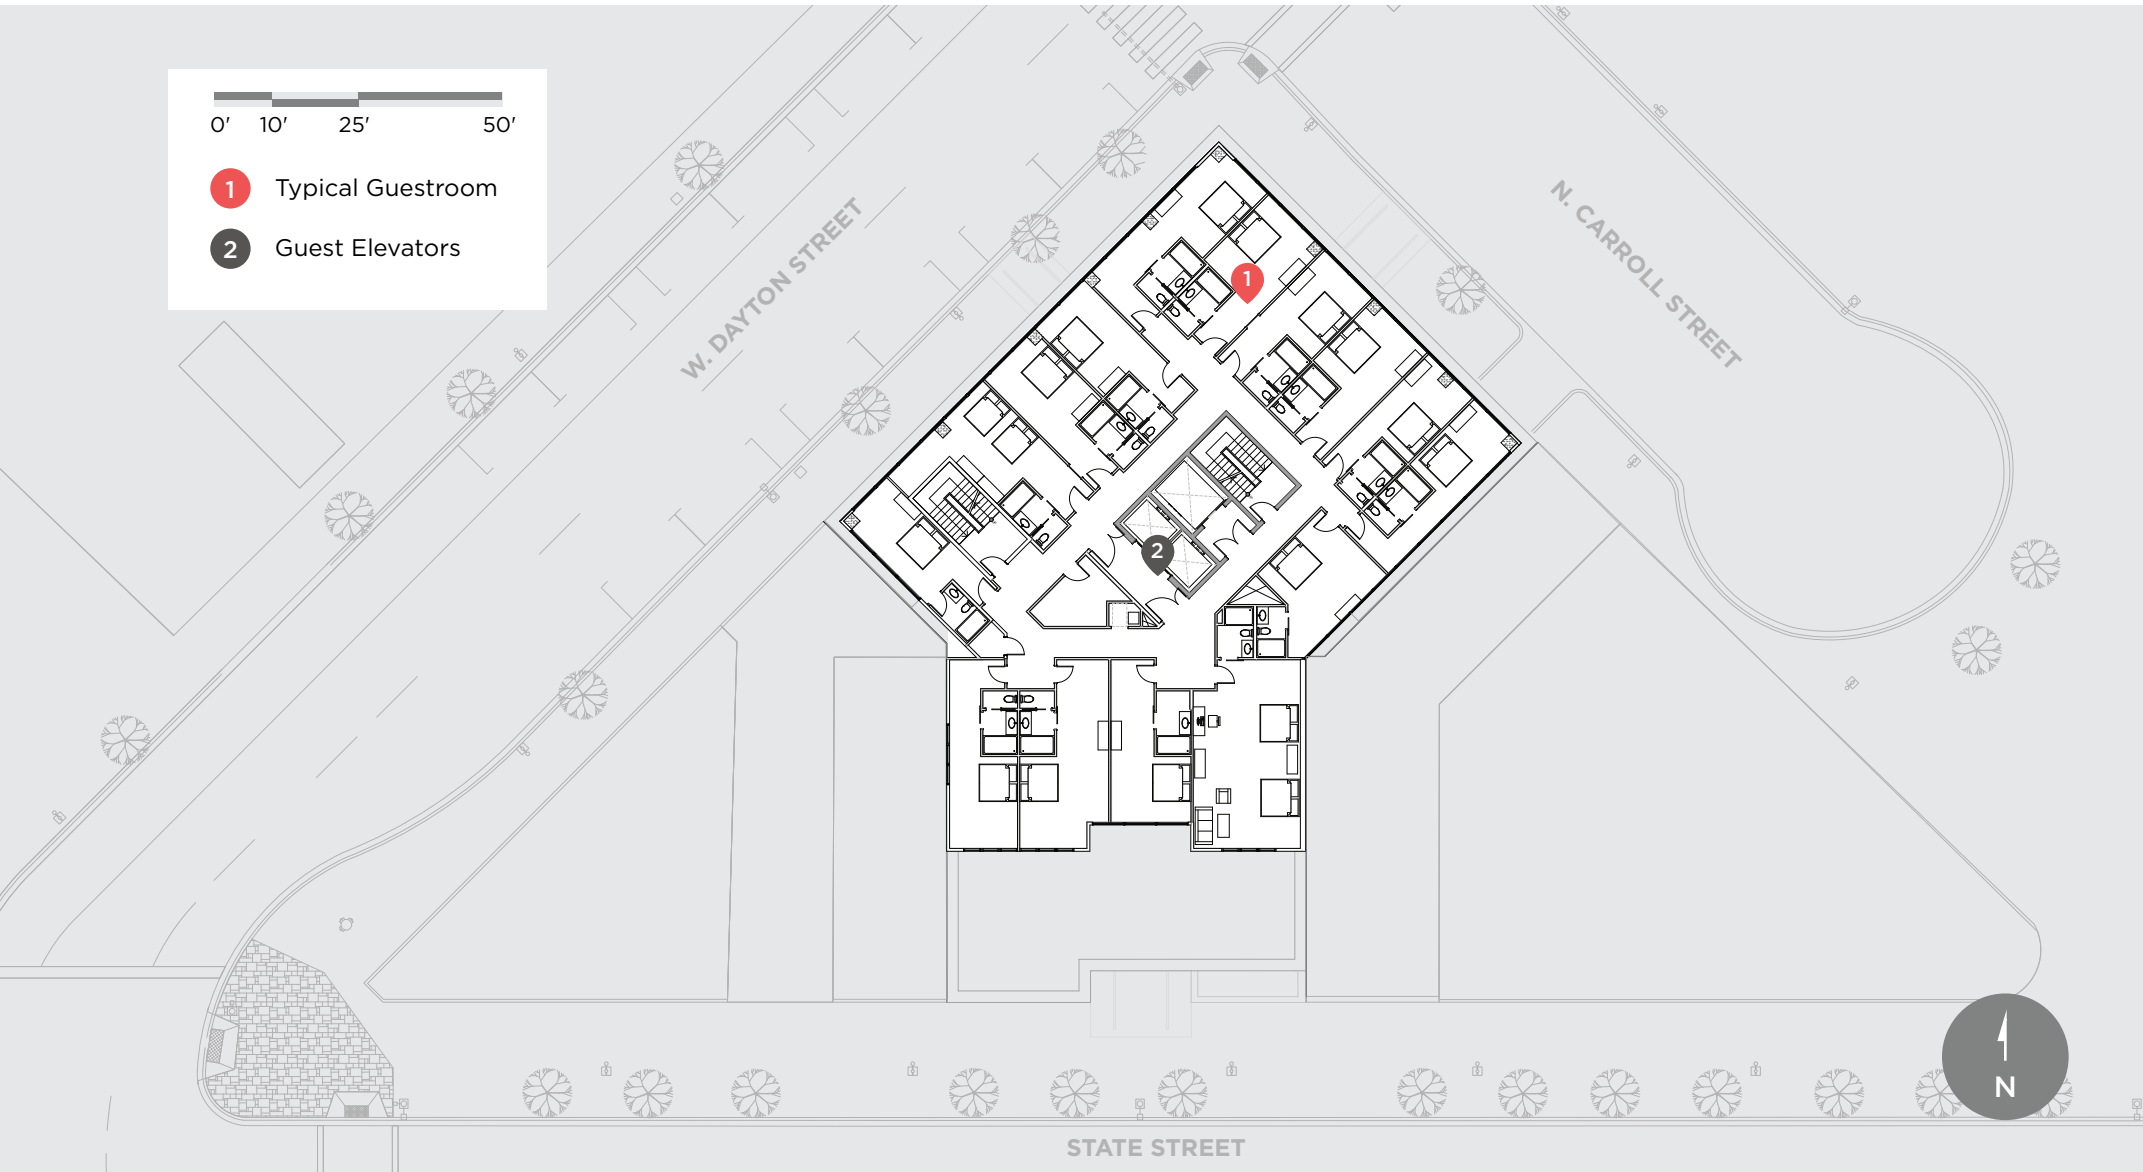 0' 10' 25' 50'
1 Typical Guestroom
2 Guest Elevators
W. DAYTON STREET
N. CARROLL STREET
1
2
N
STATE STREET